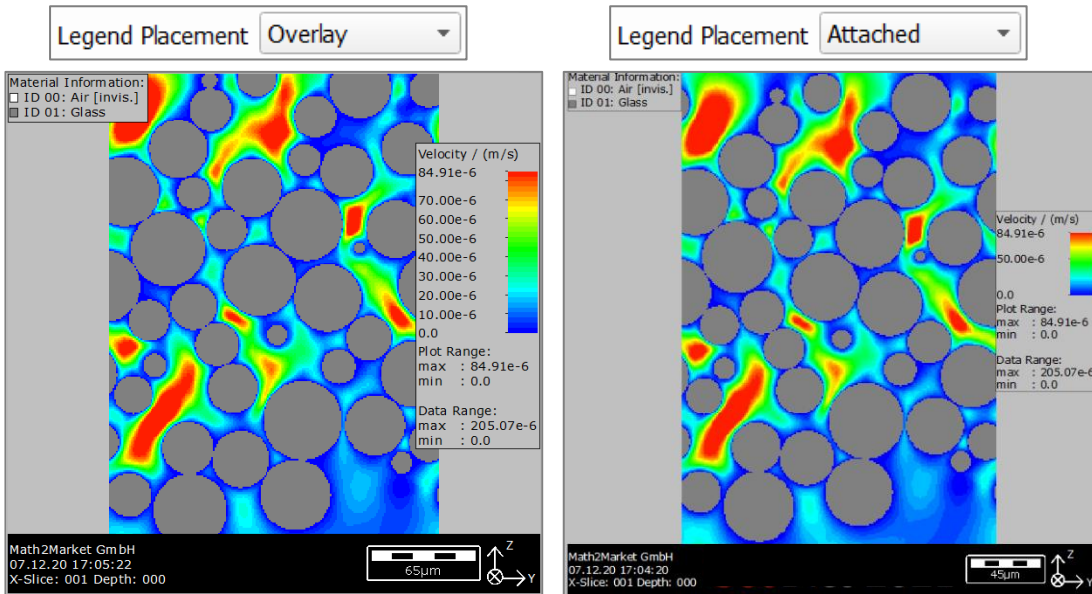 Legend Placement Overlay
Material Information:
ID 00: Air [invis.]
ID 01: Glass
Velocity / (m/s)
84.91e-6
70.00e-6
60.00e-6
50.00e-6
40.00e-6
30.00e-6
20.00e-6
10.00e-6
0.0
Plot Range:
max : 84.91e-6
min : 0.0
Data Range:
max : 205.07e-6
min : 0.0
Math2Market GmbH
07.12.20 17:05:22
X-Slice: 001 Depth: 000
65µm
Z
Y
Legend Placement Attached
Material Information:
ID 00: Air [invis.]
ID 01: Glass
Velocity / (m/s)
84.91e-6
50.00e-6
0.0
Plot Range:
max : 84.91e-6
min : 0.0
Data Range:
max : 205.07e-6
min : 0.0
Math2Market GmbH
07.12.20 17:04:20
X-Slice: 001 Depth: 000
45µm
Z
Y